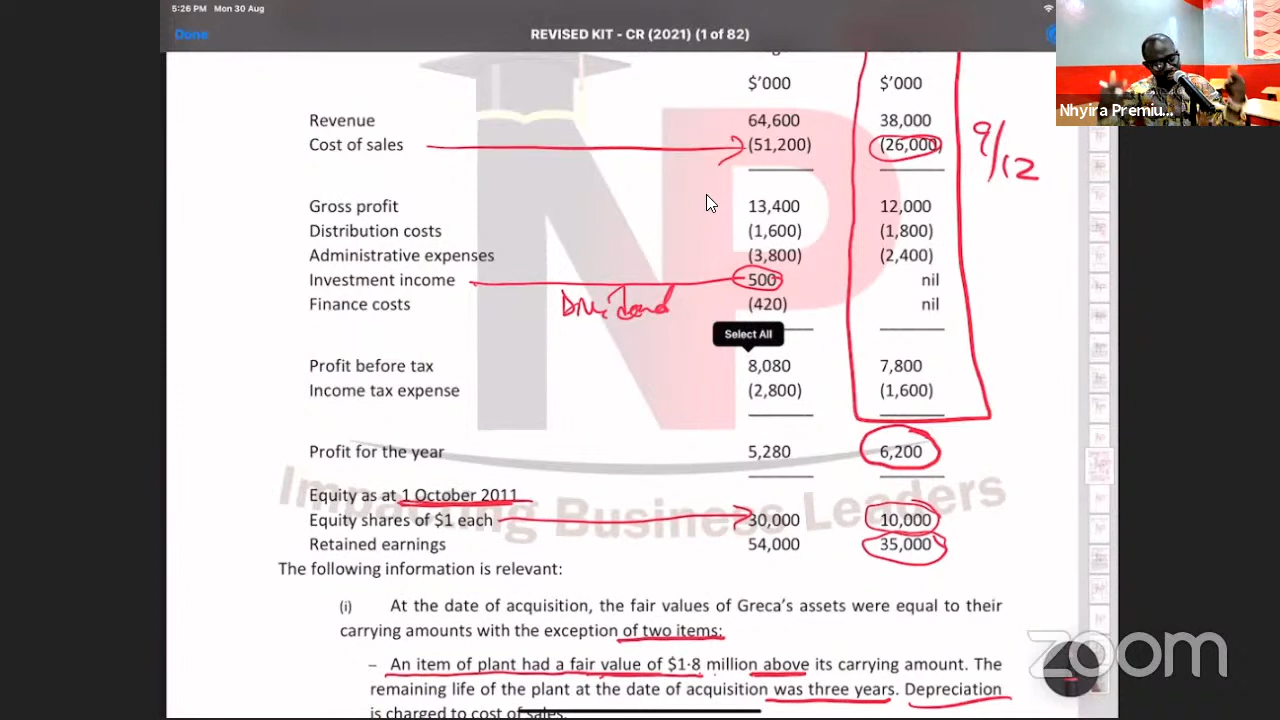 5:26 PM Mon 30 Aug
Done
REVISED KIT - CR (2021) (1 of 82)
Nhyira Premiu...
$'000 $'000
Revenue 64,600 38,000
Cost of sales (51,200) (26,000)
9/12
Gross profit 13,400 12,000
Distribution costs (1,600) (1,800)
Administrative expenses (3,800) (2,400)
Investment income 500 nil
Finance costs (420) nil
Dividend
Select All
Profit before tax 8,080 7,800
Income tax expense (2,800) (1,600)
Profit for the year 5,280 6,200
Imparting Business Leaders
Equity as at 1 October 2011
Equity shares of $1 each 30,000 10,000
Retained earnings 54,000 35,000
The following information is relevant:
(i) At the date of acquisition, the fair values of Greca's assets were equal to their
carrying amounts with the exception of two items:
– An item of plant had a fair value of $1·8 million above its carrying amount. The
remaining life of the plant at the date of acquisition was three years. Depreciation
is charged to cost of sales.
zoom